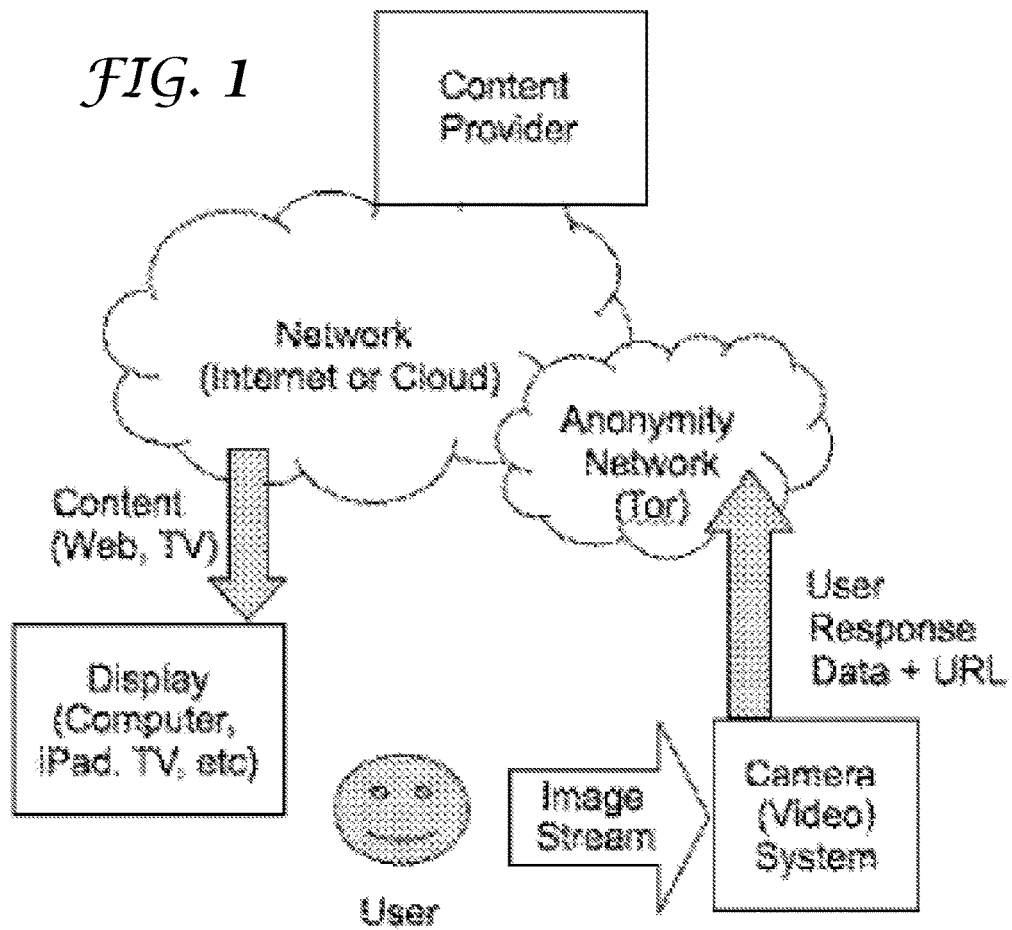 FIG. 1
Content
Provider
Network
(Internet or Cloud)
Anonymity
Network
(Tor)
Content
(Web, TV)
User
Response
Data + URL
Display
(Computer,
iPad. TV, etc)
Image
Stream
Camera
(Video)
System
User